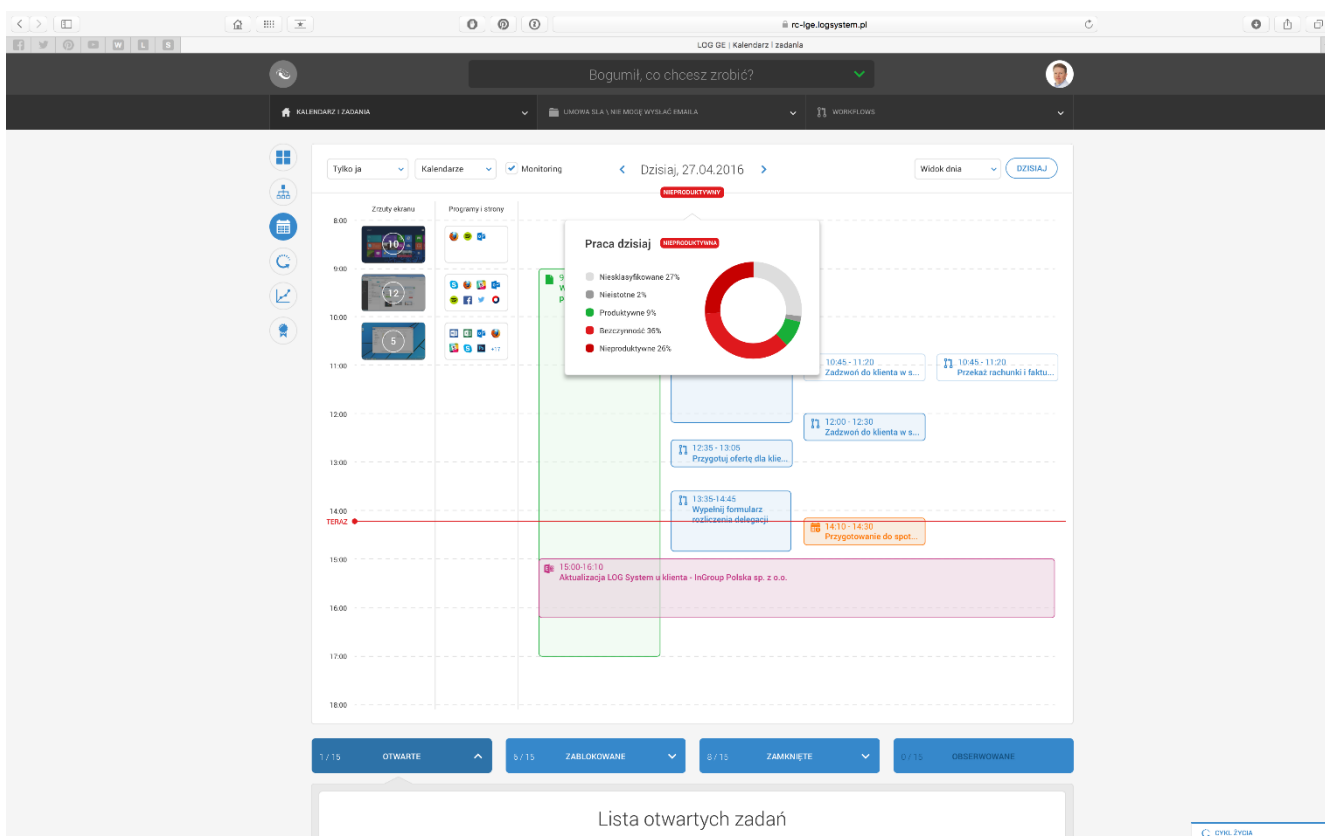 rc-lge.logsystem.pl
LOG GE | Kalendarz i zadania
W L S
Bogumił, co chcesz zrobić?
KALENDARZ I ZADANIA
UMOWA SLA \ NIE MOGĘ WYSŁAĆ EMAILA
WORKFLOWS
Tylko ja
Kalendarze
Monitoring
Dzisiaj, 27.04.2016
Widok dnia
DZISIAJ
NIEPRODUKTYWNY
Zrzuty ekranu
Programy i strony
8:00
10
9:00
12
10:00
5
+17
11:00
12:00
13:00
14:00
TERAZ
15:00
16:00
17:00
18:00
Praca dzisiaj
NIEPRODUKTYWNA
Niesklasyfikowane 27%
Nieistotne 2%
Produktywne 9%
Bezczynność 36%
Nieproduktywne 26%
10:45 - 11:20
Zadzwoń do klienta w s...
10:45 - 11:20
Przekaż rachunki i faktu...
12:00 - 12:30
Zadzwoń do klienta w s...
12:35 - 13:05
Przygotuj ofertę dla klie...
13:35-14:45
Wypełnij formularz
rozliczenia delegacji
14:10 - 14:30
Przygotowanie do spot...
15:00-16:10
Aktualizacja LOG System u klienta - InGroup Polska sp. z o.o.
1 / 15 OTWARTE
6 / 15 ZABLOKOWANE
8 / 15 ZAMKNIĘTE
0 / 15 OBSERWOWANE
Lista otwartych zadań
CYKL ŻYCIA